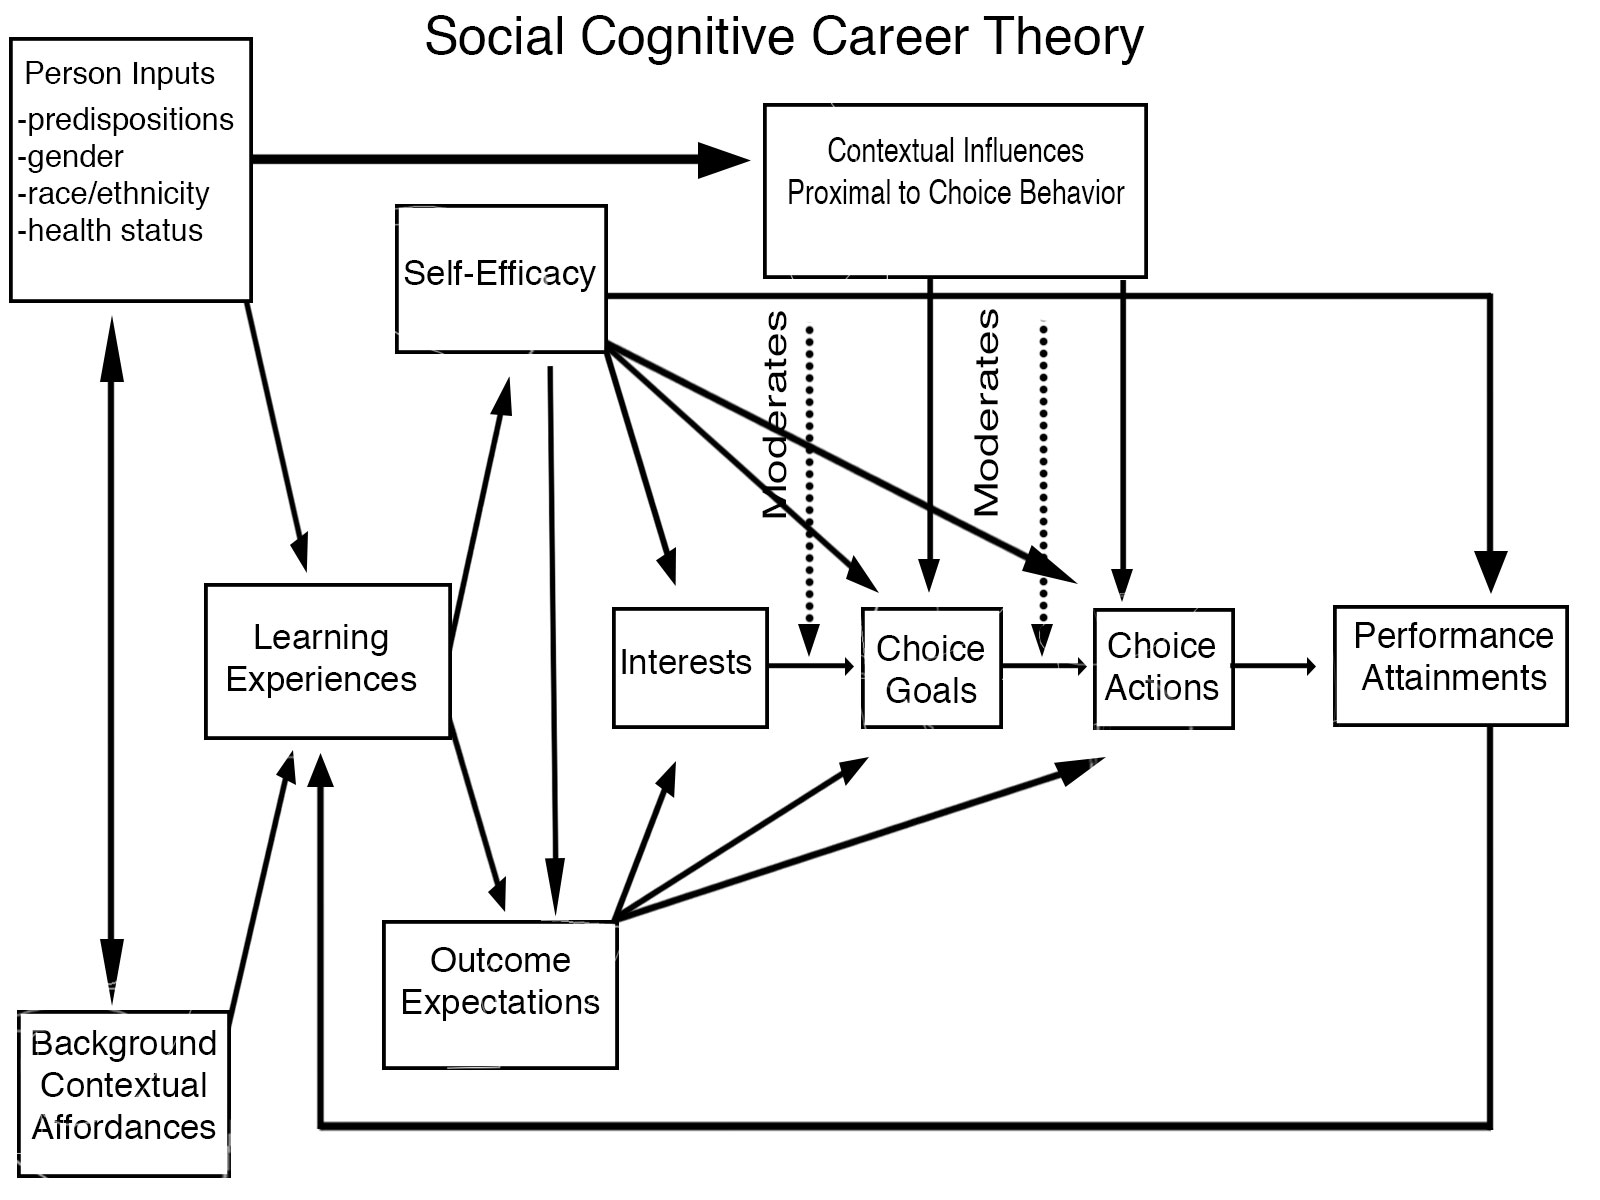 Social Cognitive Career Theory
Person Inputs
-predispositions
-gender
-race/ethnicity
-health status
Contextual Influences
Proximal to Choice Behavior
Self-Efficacy
Moderates
Moderates
Learning
Experiences
Interests
Choice
Goals
Choice
Actions
Performance
Attainments
Outcome
Expectations
Background
Contextual
Affordances